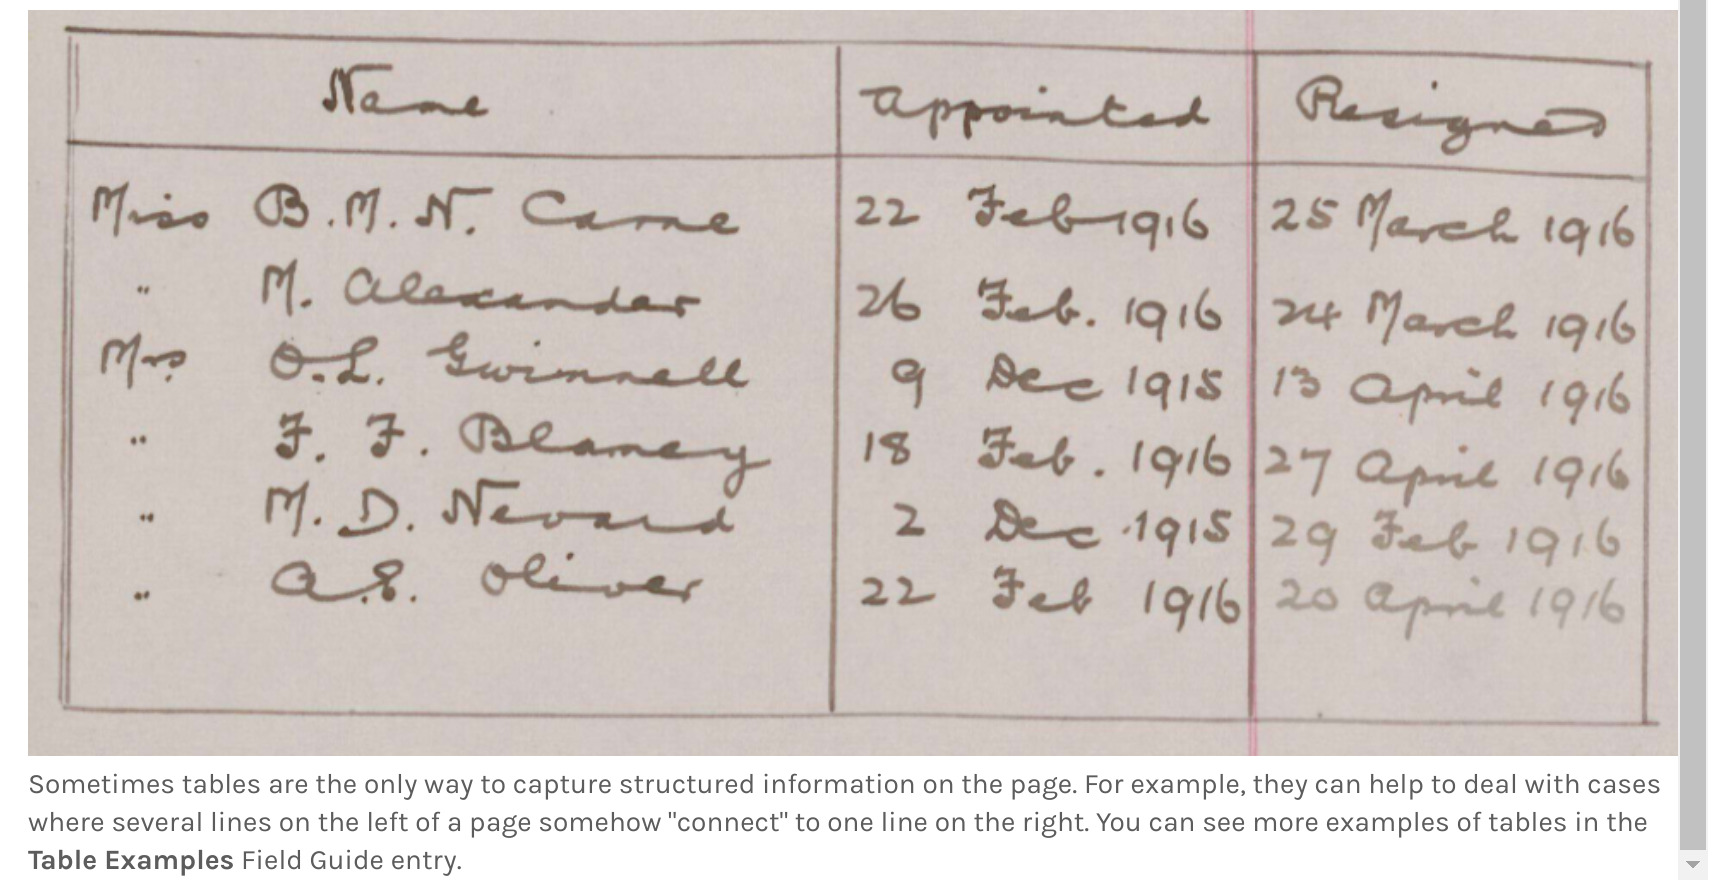 Name Appointed Resigned
Miss B. M. N. Carne 22 Feb 1916 25 March 1916
" M. Alexander 26 Feb. 1916 24 March 1916
Mrs O. L. Gwinnell 9 Dec 1915 13 April 1916
" F. F. Blamey 18 Feb. 1916 27 April 1916
" M. D. Nevard 2 Dec 1915 29 Feb 1916
" A. E. Oliver 22 Feb 1916 20 April 1916
Sometimes tables are the only way to capture structured information on the page. For example, they can help to deal with cases
where several lines on the left of a page somehow "connect" to one line on the right. You can see more examples of tables in the
Table Examples Field Guide entry.